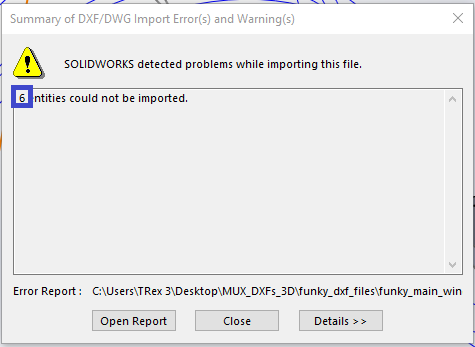 Summary of DXF/DWG Import Error(s) and Warning(s)
SOLIDWORKS detected problems while importing this file.
6 entities could not be imported.
Error Report : C:\Users\TRex 3\Desktop\MUX_DXFs_3D\funky_dxf_files\funky_main_win
Open Report Close Details >>